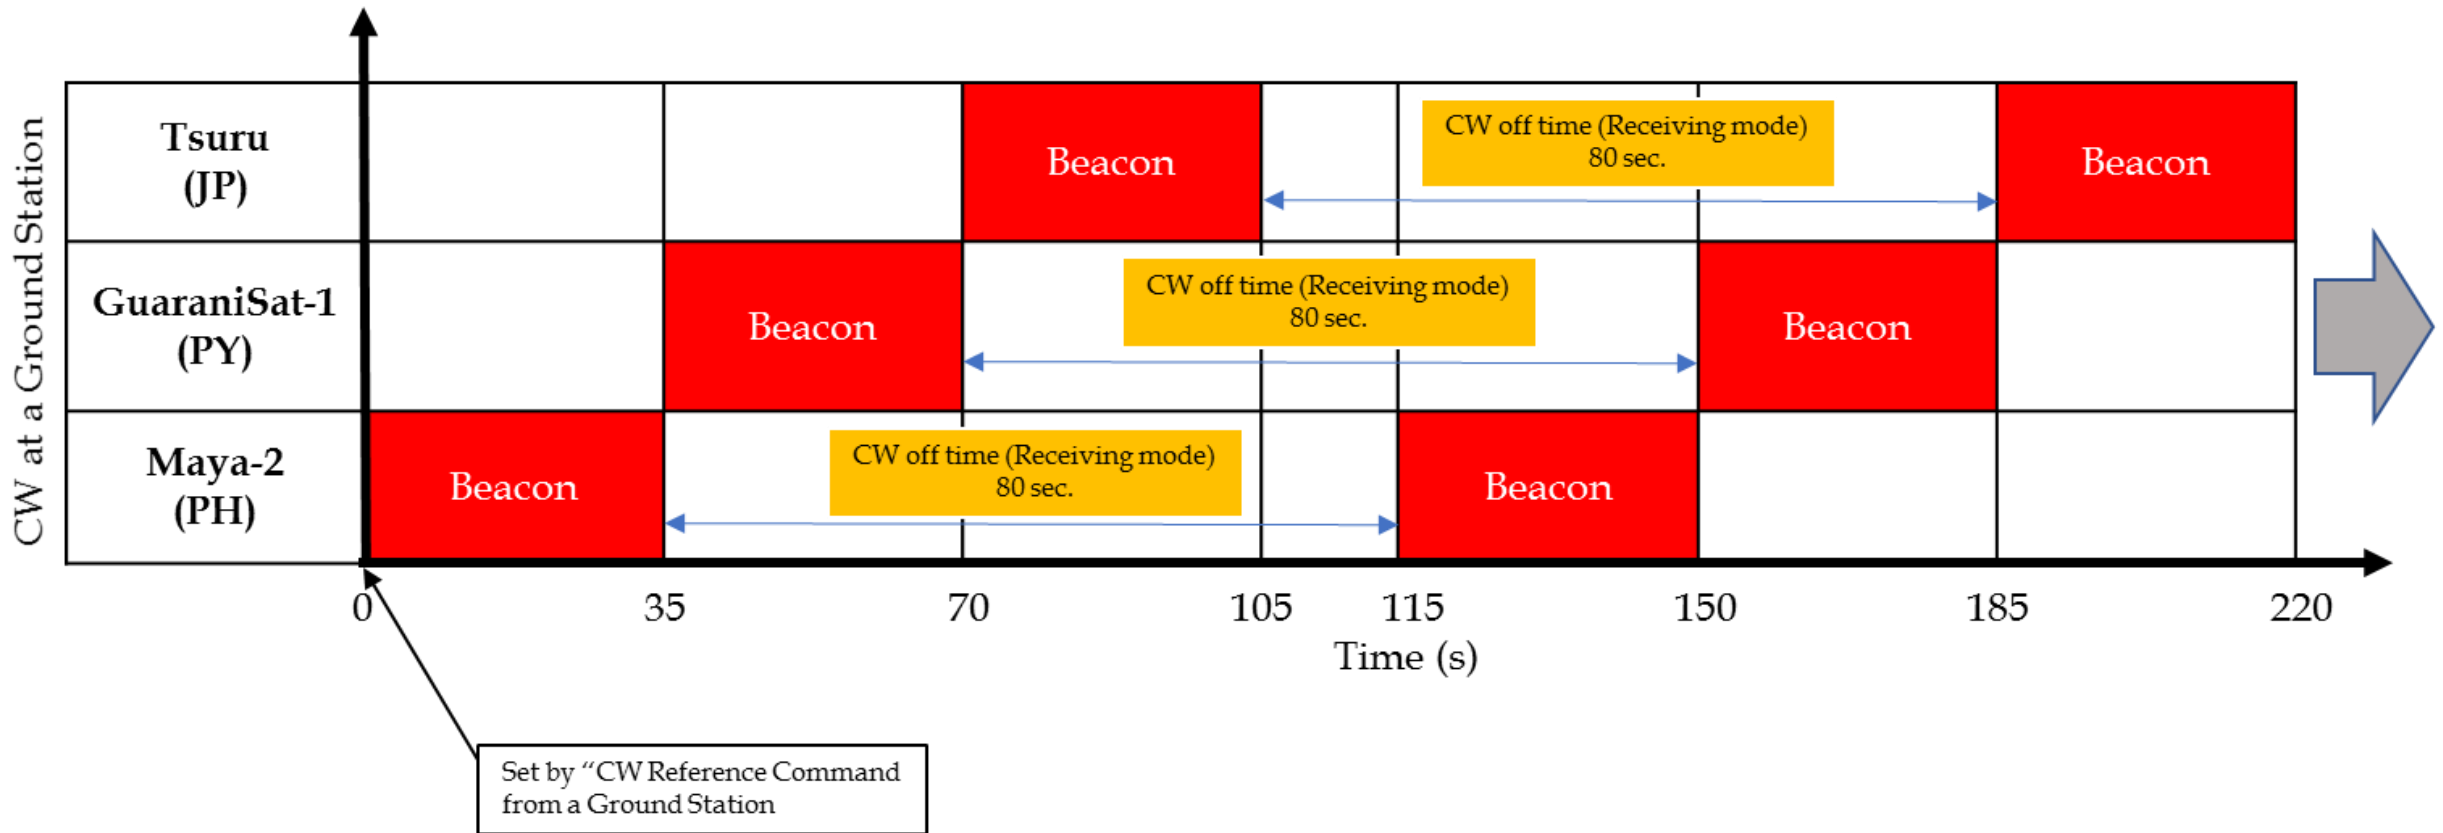 CW at a Ground Station
Tsuru
(JP)
Beacon
CW off time (Receiving mode)
80 sec.
Beacon
GuaraniSat-1
(PY)
Beacon
CW off time (Receiving mode)
80 sec.
Beacon
Maya-2
(PH)
Beacon
CW off time (Receiving mode)
80 sec.
Beacon
0 35 70 105 115 150 185 220
Time (s)
Set by “CW Reference Command
from a Ground Station